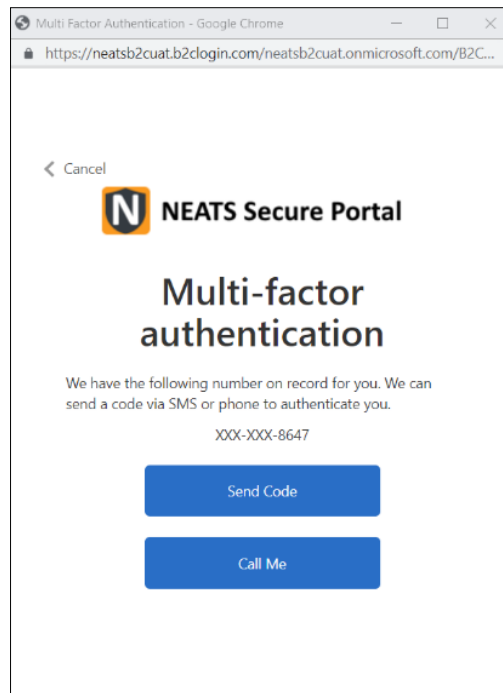 Multi Factor Authentication - Google Chrome
https://neatsb2cuat.b2clogin.com/neatsb2cuat.onmicrosoft.com/B2C...
Cancel
N NEATS Secure Portal
Multi-factor
authentication
We have the following number on record for you. We can
send a code via SMS or phone to authenticate you.
XXX-XXX-8647
Send Code
Call Me